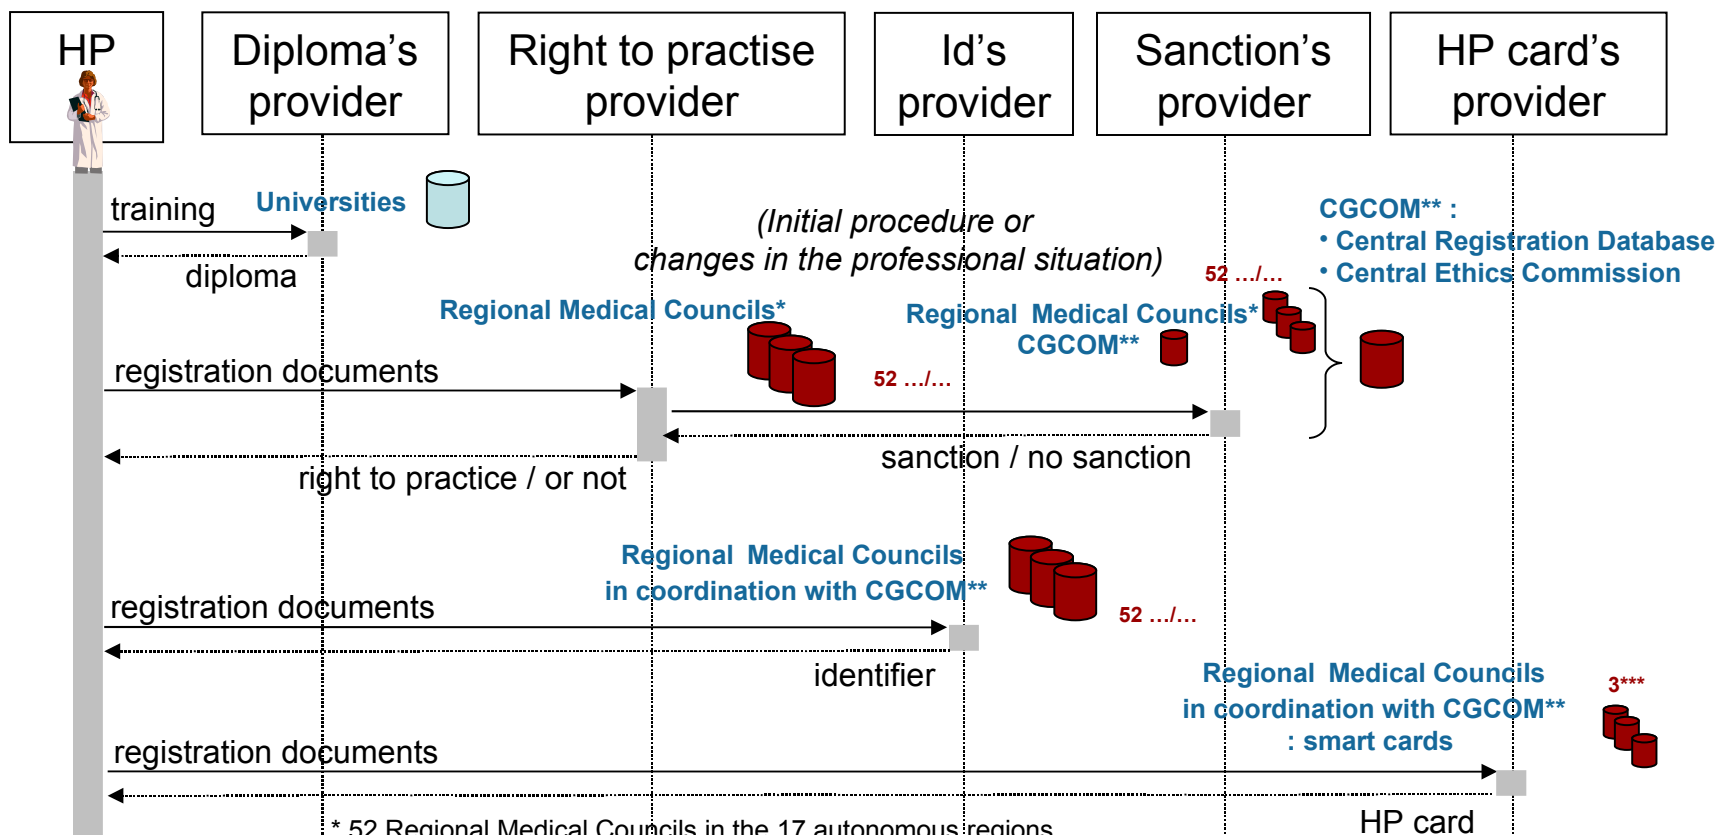 HP
Diploma's
provider
Right to practise
provider
Id's
provider
Sanction's
provider
HP card's
provider
training
Universities
diploma
(Initial procedure or
changes in the professional situation)
CGCOM** :
• Central Registration Database
• Central Ethics Commission
52 …/…
Regional Medical Councils*
Regional Medical Councils*
CGCOM**
registration documents
52 …/…
sanction / no sanction
right to practice / or not
Regional Medical Councils
in coordination with CGCOM**
registration documents
52 …/…
identifier
Regional Medical Councils
in coordination with CGCOM**
: smart cards
3***
registration documents
HP card
* 52 Regional Medical Councils in the 17 autonomous regions